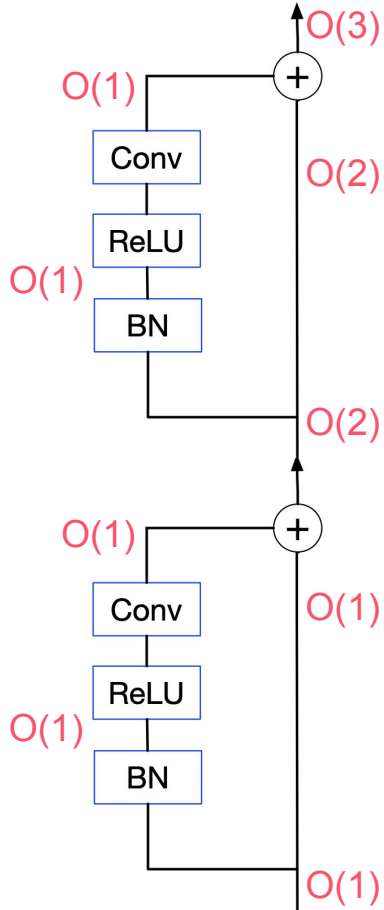 O(3)
O(1)
+
Conv
O(2)
ReLU
O(1)
BN
O(2)
O(1)
+
Conv
O(1)
ReLU
O(1)
BN
O(1)